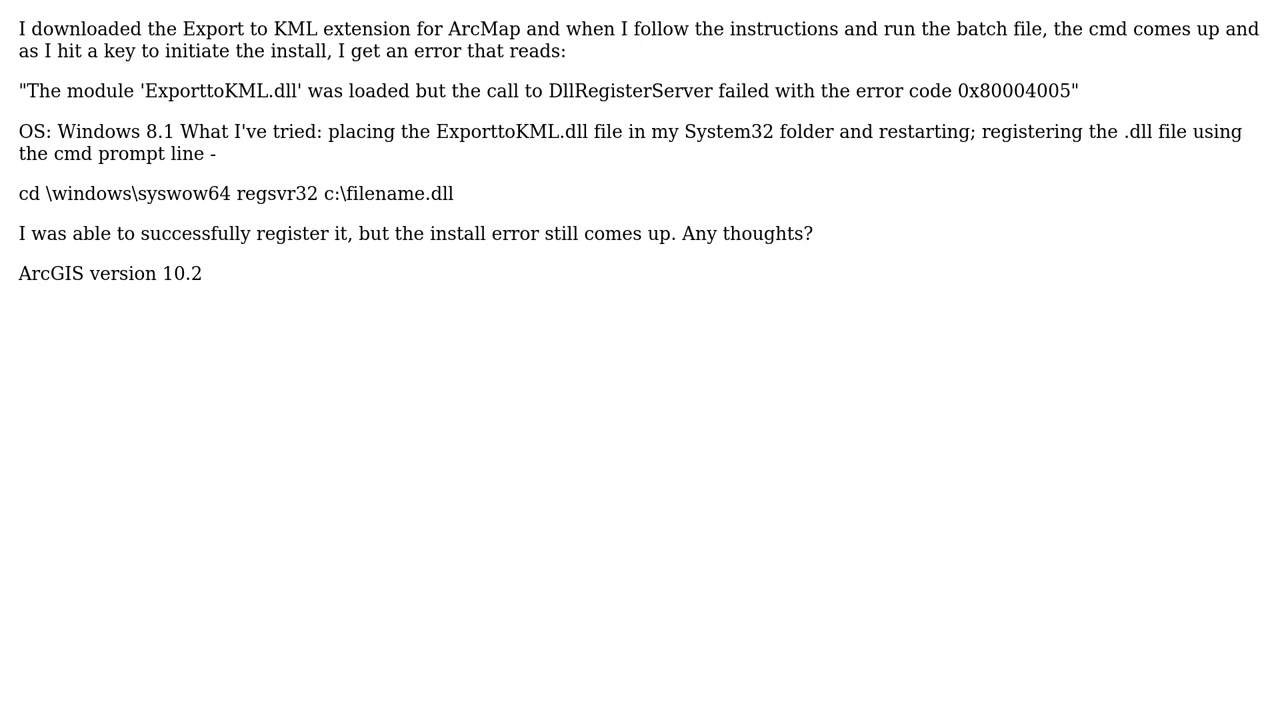 I downloaded the Export to KML extension for ArcMap and when I follow the instructions and run the batch file, the cmd comes up and
as I hit a key to initiate the install, I get an error that reads:
"The module 'ExporttoKML.dll' was loaded but the call to DllRegisterServer failed with the error code 0x80004005"
OS: Windows 8.1 What I've tried: placing the ExporttoKML.dll file in my System32 folder and restarting; registering the .dll file using
the cmd prompt line -
cd \windows\syswow64 regsvr32 c:\filename.dll
I was able to successfully register it, but the install error still comes up. Any thoughts?
ArcGIS version 10.2